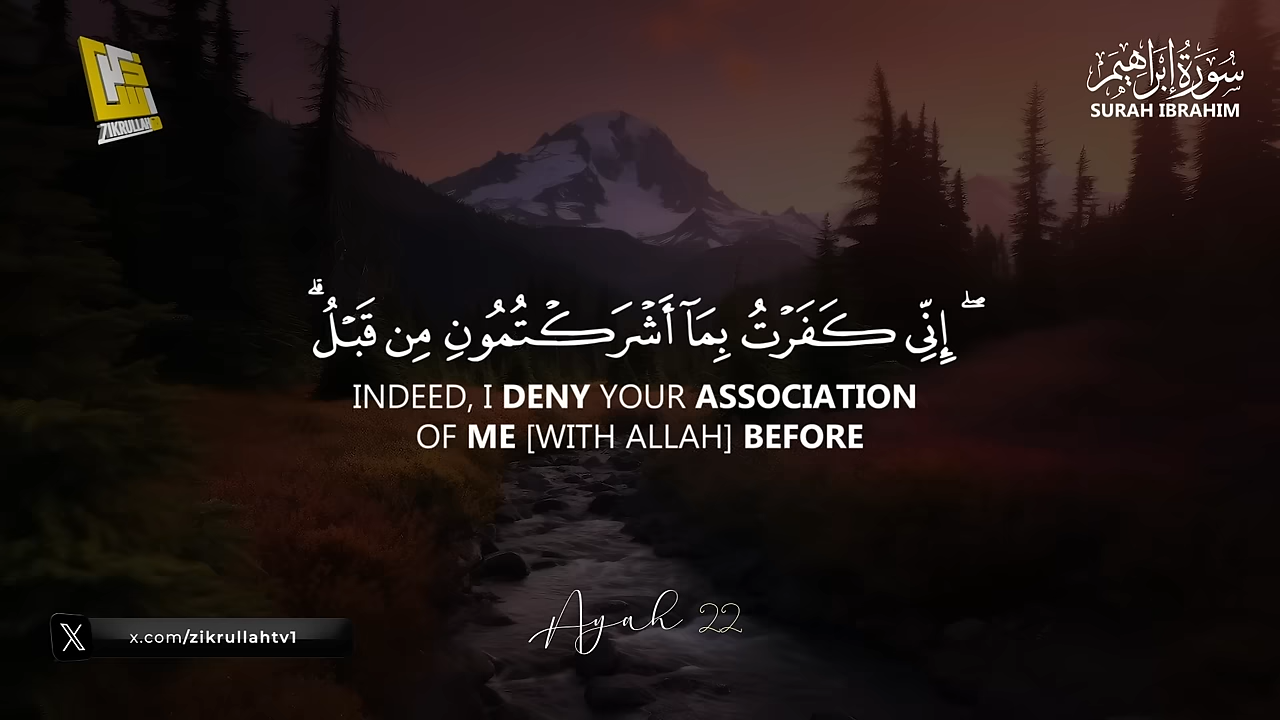 ZIKRULLAH
سُورَةُ إِبْرَاهِيم
SURAH IBRAHIM
ۖ إِنِّي كَفَرْتُ بِمَآ أَشْرَكْتُمُونِ مِن قَبْلُ ۗ
INDEED, I DENY YOUR ASSOCIATION
OF ME [WITH ALLAH] BEFORE
Ayah 22
x.com/zikrullahtv1